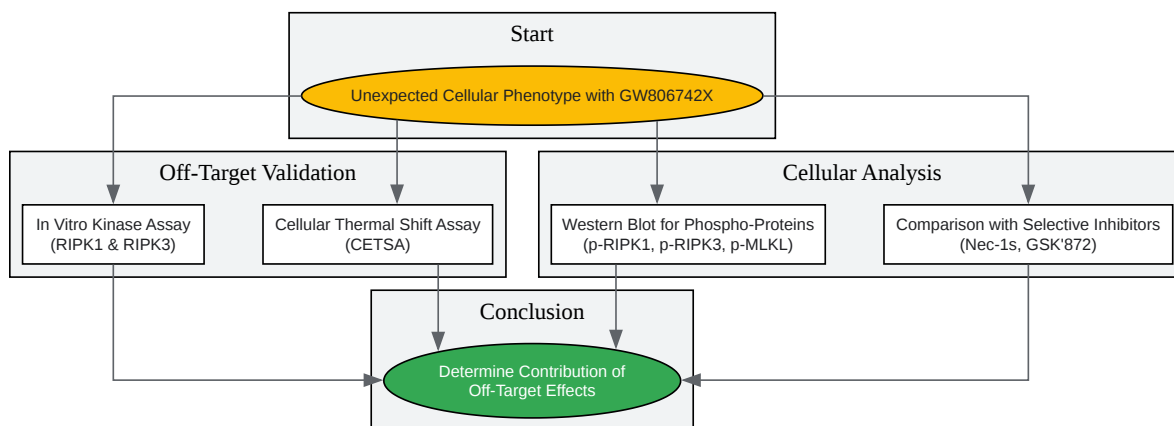 Start
Unexpected Cellular Phenotype with GW806742X
Off-Target Validation
In Vitro Kinase Assay
(RIPK1 & RIPK3)
Cellular Thermal Shift Assay
(CETSA)
Cellular Analysis
Western Blot for Phospho-Proteins
(p-RIPK1, p-RIPK3, p-MLKL)
Comparison with Selective Inhibitors
(Nec-1s, GSK'872)
Conclusion
Determine Contribution of
Off-Target Effects